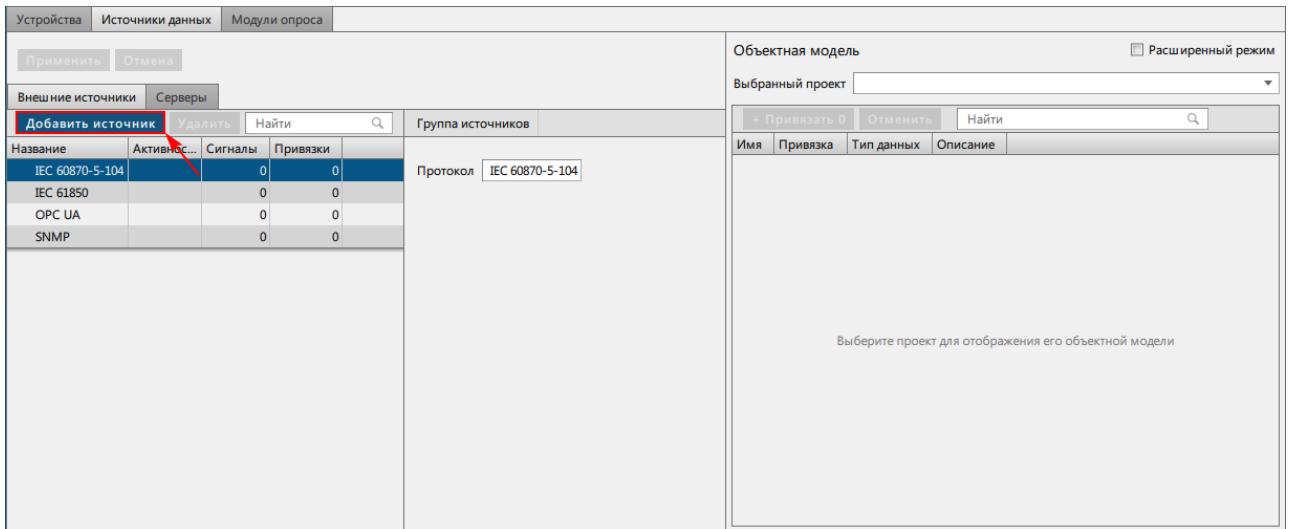 Устройства Источники данных Модули опроса
Применить Отмена
Внешние источники Серверы
Добавить источник Удалить Найти
Название Активнос... Сигналы Привязки
IEC 60870-5-104 0 0
IEC 61850 0 0
OPC UA 0 0
SNMP 0 0
Группа источников
Протокол IEC 60870-5-104
Объектная модель Расширенный режим
Выбранный проект
+ Привязать 0 Отменить Найти
Имя Привязка Тип данных Описание
Выберите проект для отображения его объектной модели